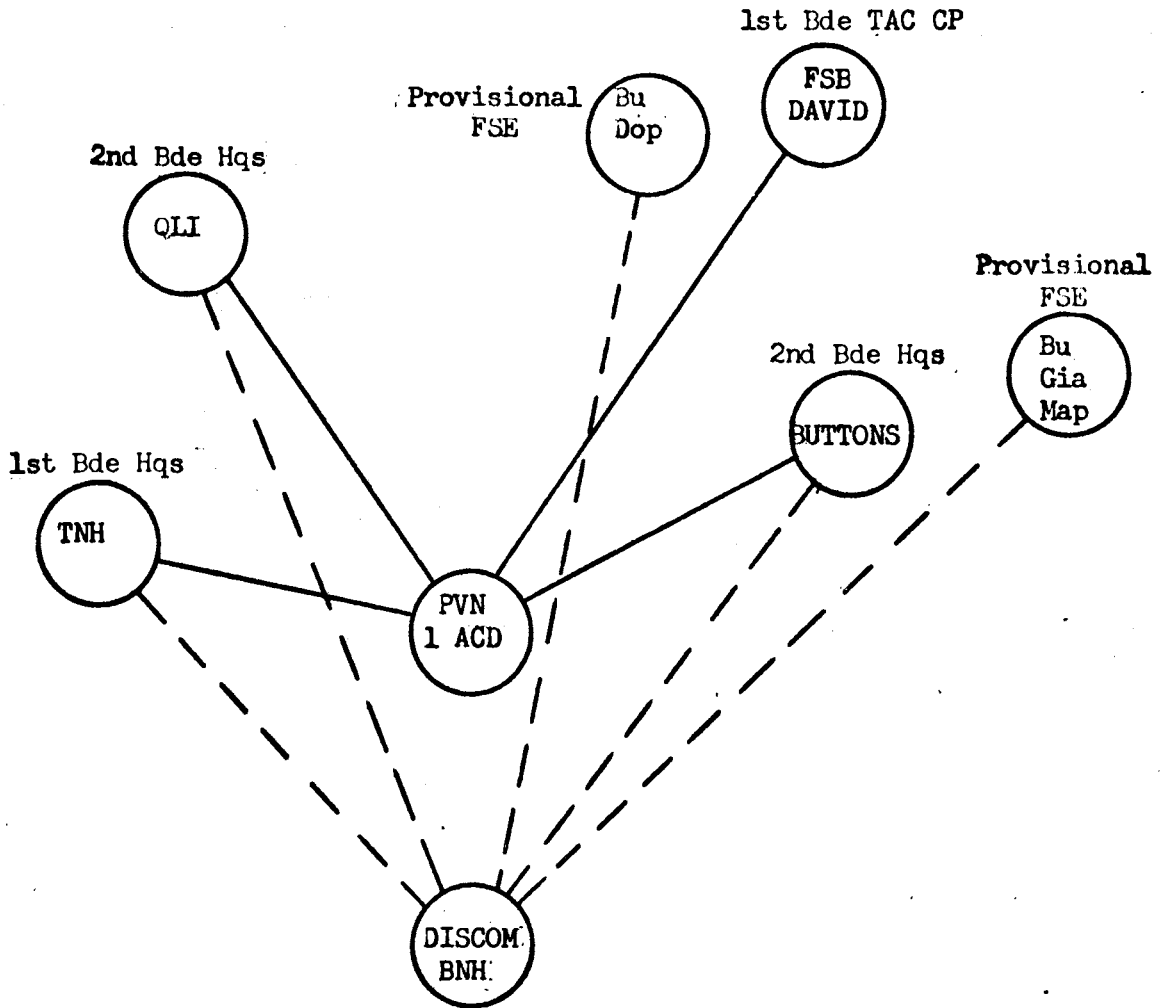 1st Bde TAC CP
FSB
DAVID
Provisional
FSE
Bu
Dop
2nd Bde Hqs
QLI
Provisional
FSE
Bu
Gia
Map
2nd Bde Hqs
BUTTONS
1st Bde Hqs
TNH
PVN
1 ACD
DISCOM
BNH